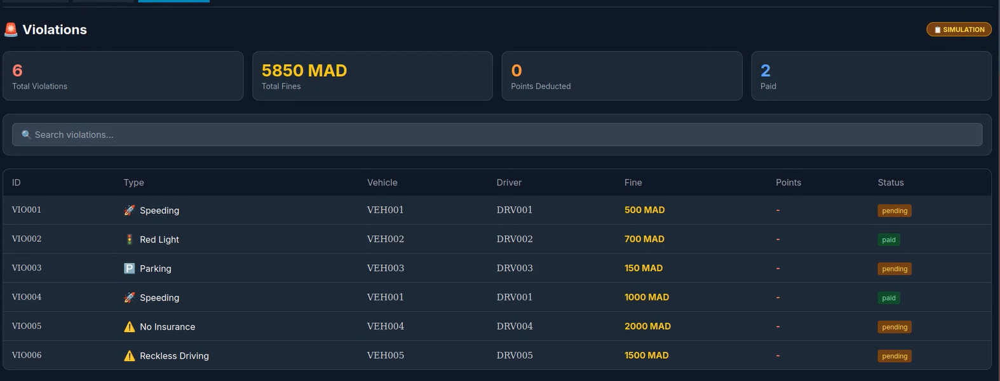 🚨 Violations
📋 SIMULATION
6
Total Violations
5850 MAD
Total Fines
0
Points Deducted
2
Paid
🔍 Search violations...
ID Type Vehicle Driver Fine Points Status
VIO001 🚀 Speeding VEH001 DRV001 500 MAD - pending
VIO002 🚦 Red Light VEH002 DRV002 700 MAD - paid
VIO003 🅿️ Parking VEH003 DRV003 150 MAD - pending
VIO004 🚀 Speeding VEH001 DRV001 1000 MAD - paid
VIO005 ⚠️ No Insurance VEH004 DRV004 2000 MAD - pending
VIO006 ⚠️ Reckless Driving VEH005 DRV005 1500 MAD - pending